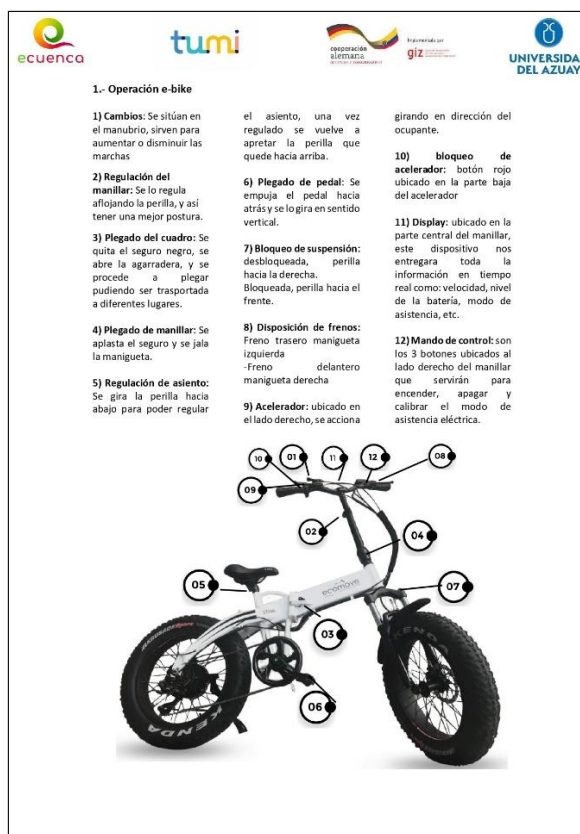 ecuenca
tumi
cooperación
alemana
Implementada por
giz
UNIVERSIDAD
DEL AZUAY
1.- Operación e-bike
1) Cambios: Se sitúan en
el manubrio, sirven para
aumentar o disminuir las
marchas
2) Regulación del
manillar: Se lo regula
aflojando la perilla, y así
tener una mejor postura.
3) Plegado del cuadro: Se
quita el seguro negro, se
abre la agarradera, y se
procede a plegar
pudiendo ser trasportada
a diferentes lugares.
4) Plegado de manillar: Se
aplasta el seguro y se jala
la manigueta.
5) Regulación de asiento:
Se gira la perilla hacia
abajo para poder regular
el asiento, una vez
regulado se vuelve a
apretar la perilla que
quede hacia arriba.
6) Plegado de pedal: Se
empuja el pedal hacia
atrás y se lo gira en sentido
vertical.
7) Bloqueo de suspensión:
desbloqueada, perilla
hacia la derecha.
Bloqueada, perilla hacia el
frente.
8) Disposición de frenos:
Freno trasero manigueta
izquierda
-Freno delantero
manigueta derecha
9) Acelerador: ubicado en
el lado derecho, se acciona
girando en dirección del
ocupante.
10) bloqueo de
acelerador: botón rojo
ubicado en la parte baja
del acelerador
11) Display: ubicado en la
parte central del manillar,
este dispositivo nos
entregara toda la
información en tiempo
real como: velocidad, nivel
de la batería, modo de
asistencia, etc.
12) Mando de control: son
los 3 botones ubicados al
lado derecho del manillar
que servirán para
encender, apagar y
calibrar el modo de
asistencia eléctrica.
10
01
11
12
08
09
02
04
05
07
03
06
ecomove
KENDA
KENDA